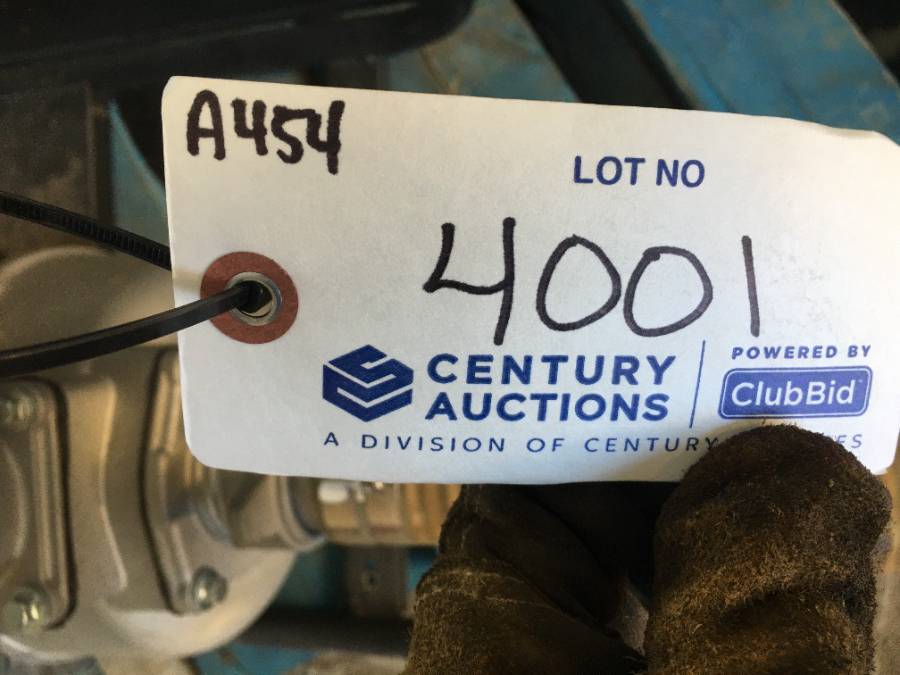 A454
LOT NO
4001
CENTURY
AUCTIONS
POWERED BY
ClubBid
A DIVISION OF CENTURY